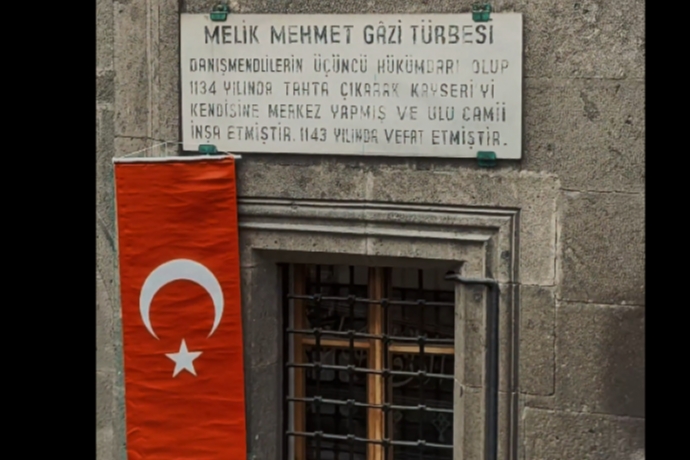 MELİK MEHMET GÂZİ TÜRBESİ
DANIŞMENDLİLERİN ÜÇÜNCÜ HÜKÜMDARI OLUP
1134 YILINDA TAHTA ÇIKARAK KAYSERİ'Yİ
KENDİSİNE MERKEZ YAPMIŞ VE ULU CAMİİ
İNŞA ETMİŞTİR. 1143 YILINDA VEFAT ETMİŞTİR.